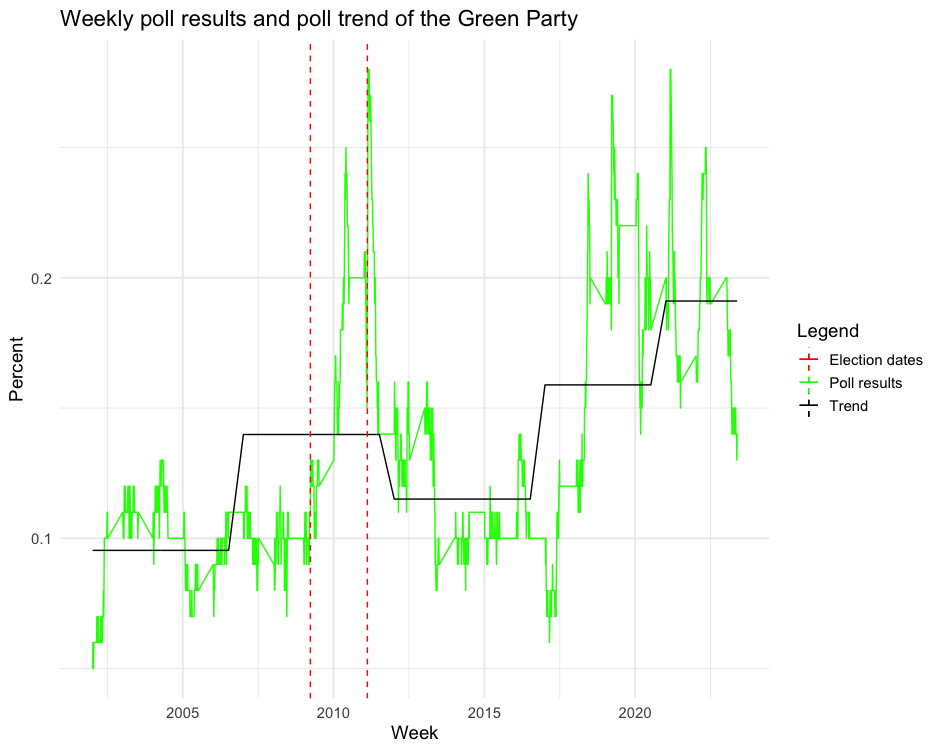 Weekly poll results and poll trend of the Green Party
Percent
0.2
0.1
2005
2010
2015
2020
Week
Legend
Election dates
Poll results
Trend